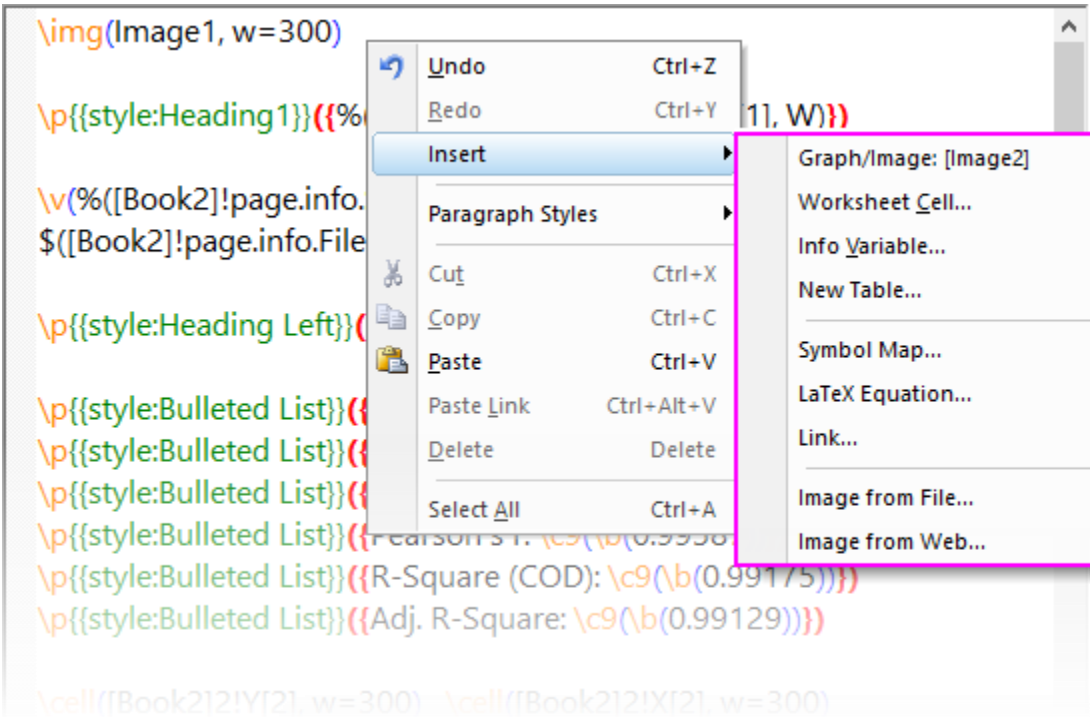 \img(Image1, w=300)
\p{{style:Heading1}}({%(
1], W)})
\v(%([Book2]!page.info.
$([Book2]!page.info.File
\p{{style:Heading Left}}(
\p{{style:Bulleted List}}({
\p{{style:Bulleted List}}({
\p{{style:Bulleted List}}({
\p{{style:Bulleted List}}({Pearson's r: \c9(\b(0.9958
\p{{style:Bulleted List}}({R-Square (COD): \c9(\b(0.99175))})
\p{{style:Bulleted List}}({Adj. R-Square: \c9(\b(0.99129))})
\cell([Book2]2!Y[2], w=300) \cell([Book2]2!X[2], w=300)
Undo Ctrl+Z
Redo Ctrl+Y
Insert
Paragraph Styles
Cut Ctrl+X
Copy Ctrl+C
Paste Ctrl+V
Paste Link Ctrl+Alt+V
Delete Delete
Select All Ctrl+A
Graph/Image: [Image2]
Worksheet Cell...
Info Variable...
New Table...
Symbol Map...
LaTeX Equation...
Link...
Image from File...
Image from Web...